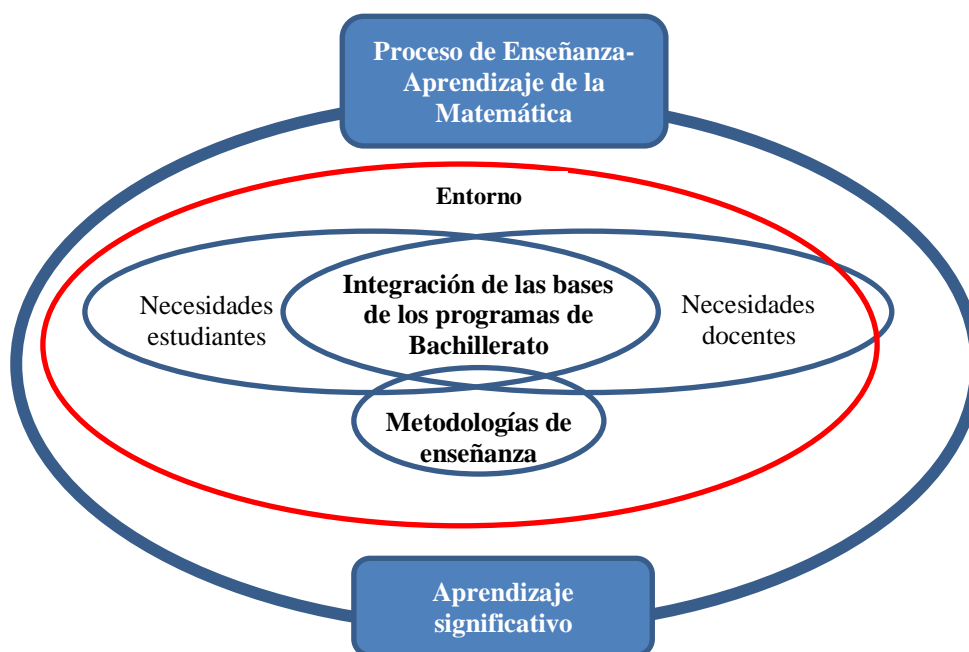 Proceso de Enseñanza-
Aprendizaje de la
Matemática
Entorno
Necesidades
estudiantes
Integración de las bases
de los programas de
Bachillerato
Necesidades
docentes
Metodologías de
enseñanza
Aprendizaje
significativo